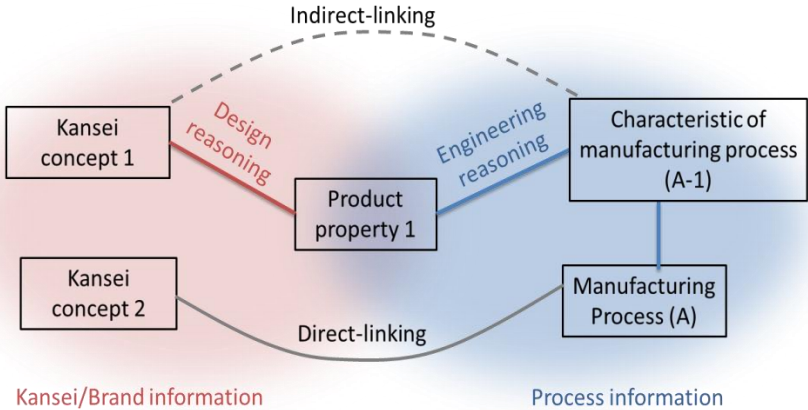 Indirect-linking
Kansei
concept 1
Design
reasoning
Engineering
reasoning
Characteristic of
manufacturing process
(A-1)
Product
property 1
Kansei
concept 2
Manufacturing
Process (A)
Direct-linking
Kansei/Brand information
Process information